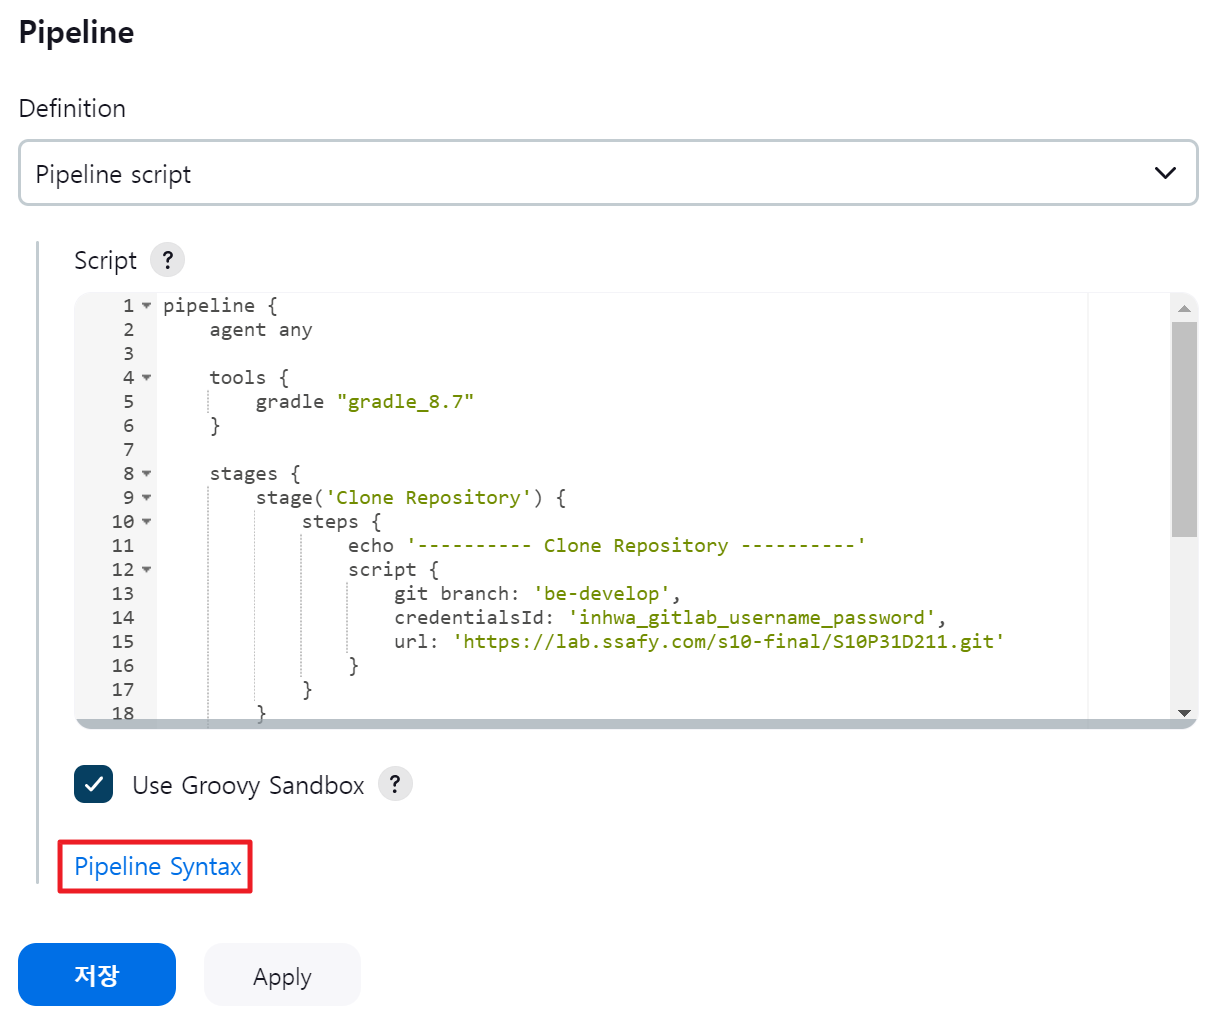 Pipeline
Definition
Pipeline script
Script ?
1 pipeline {
2     agent any
3
4     tools {
5         gradle "gradle_8.7"
6     }
7
8     stages {
9         stage('Clone Repository') {
10             steps {
11                 echo '---------- Clone Repository ----------'
12                 script {
13                     git branch: 'be-develop',
14                     credentialsId: 'inhwa_gitlab_username_password',
15                     url: 'https://lab.ssafy.com/s10-final/S10P31D211.git'
16                 }
17             }
18         }
Use Groovy Sandbox ?
Pipeline Syntax
저장 Apply